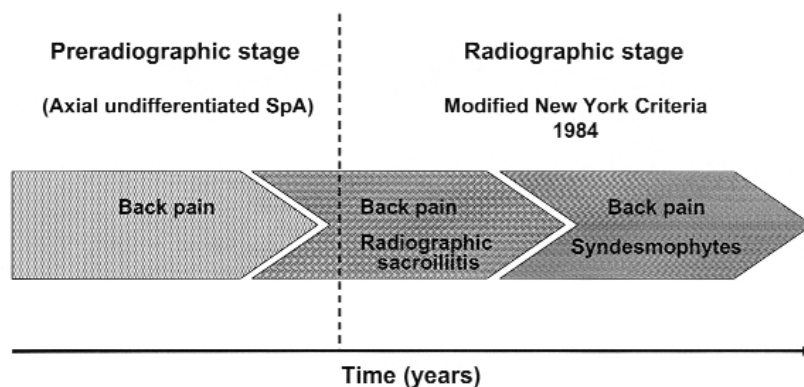 Preradiographic stage
Radiographic stage
(Axial undifferentiated SpA)
Modified New York Criteria
1984
Back pain
Back pain
Radiographic
sacroiliitis
Back pain
Syndesmophytes
Time (years)